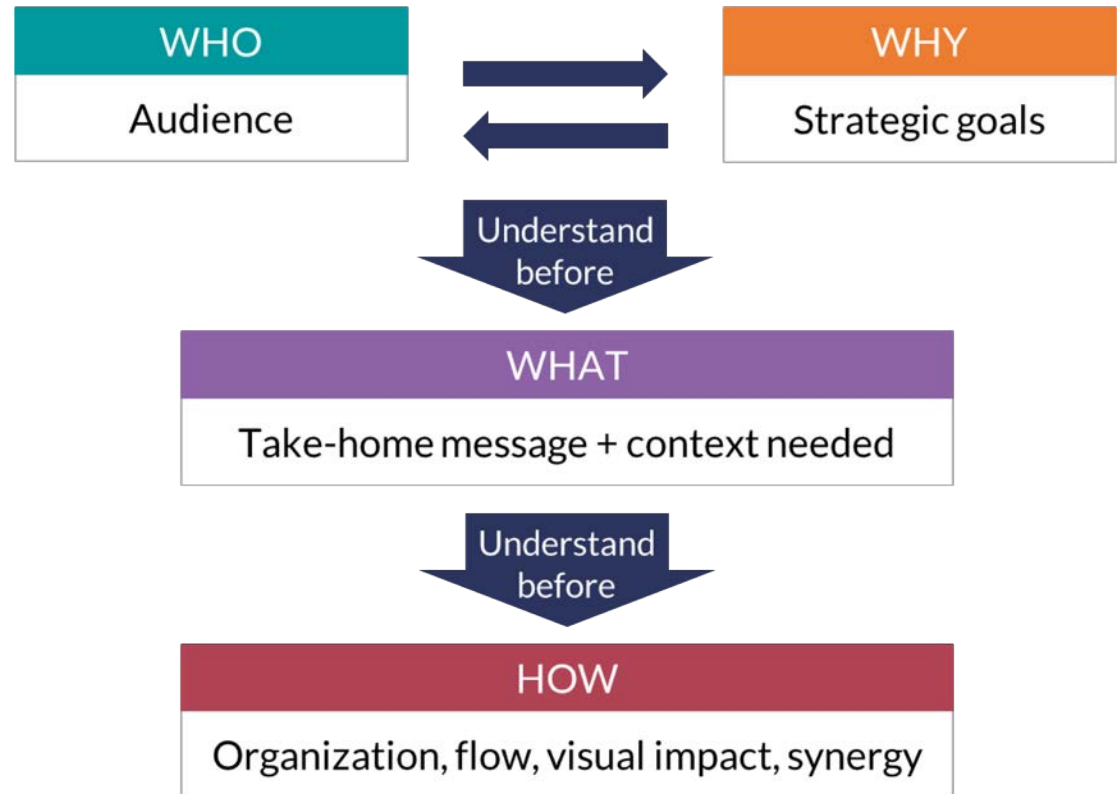 WHO
Audience
WHY
Strategic goals
Understand
before
WHAT
Take-home message + context needed
Understand
before
HOW
Organization, flow, visual impact, synergy